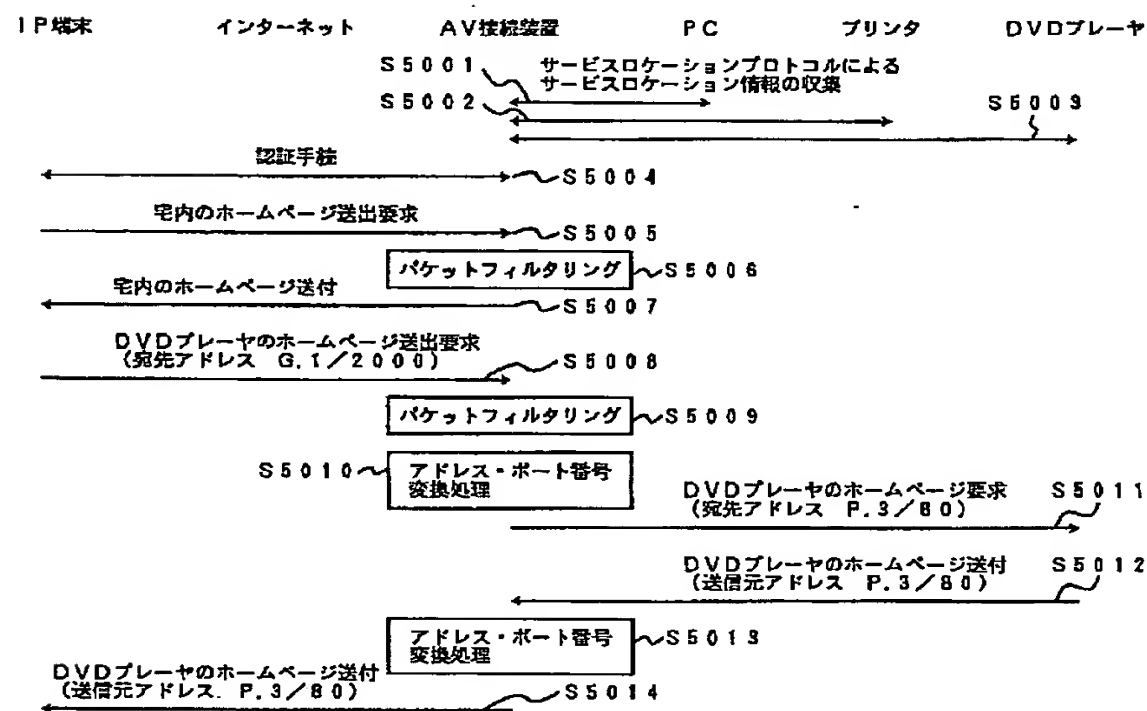 IP端末 インターネット AV接続装置 PC プリンタ DVDプレーヤ
S5001 サービスロケーションプロトコルによる
サービスロケーション情報の収集
S5002
S5003
認証手続
S5004
宅内のホームページ送出要求
S5005
パケットフィルタリング S5006
宅内のホームページ送付
S5007
DVDプレーヤのホームページ送出要求
(宛先アドレス G.1/2000)
S5008
パケットフィルタリング S5009
S5010 アドレス・ポート番号
変換処理
DVDプレーヤのホームページ要求 S5011
(宛先アドレス P.3/80)
DVDプレーヤのホームページ送付 S5012
(送信元アドレス P.3/80)
アドレス・ポート番号 S5013
変換処理
DVDプレーヤのホームページ送付
(送信元アドレス. P.3/80)
S5014